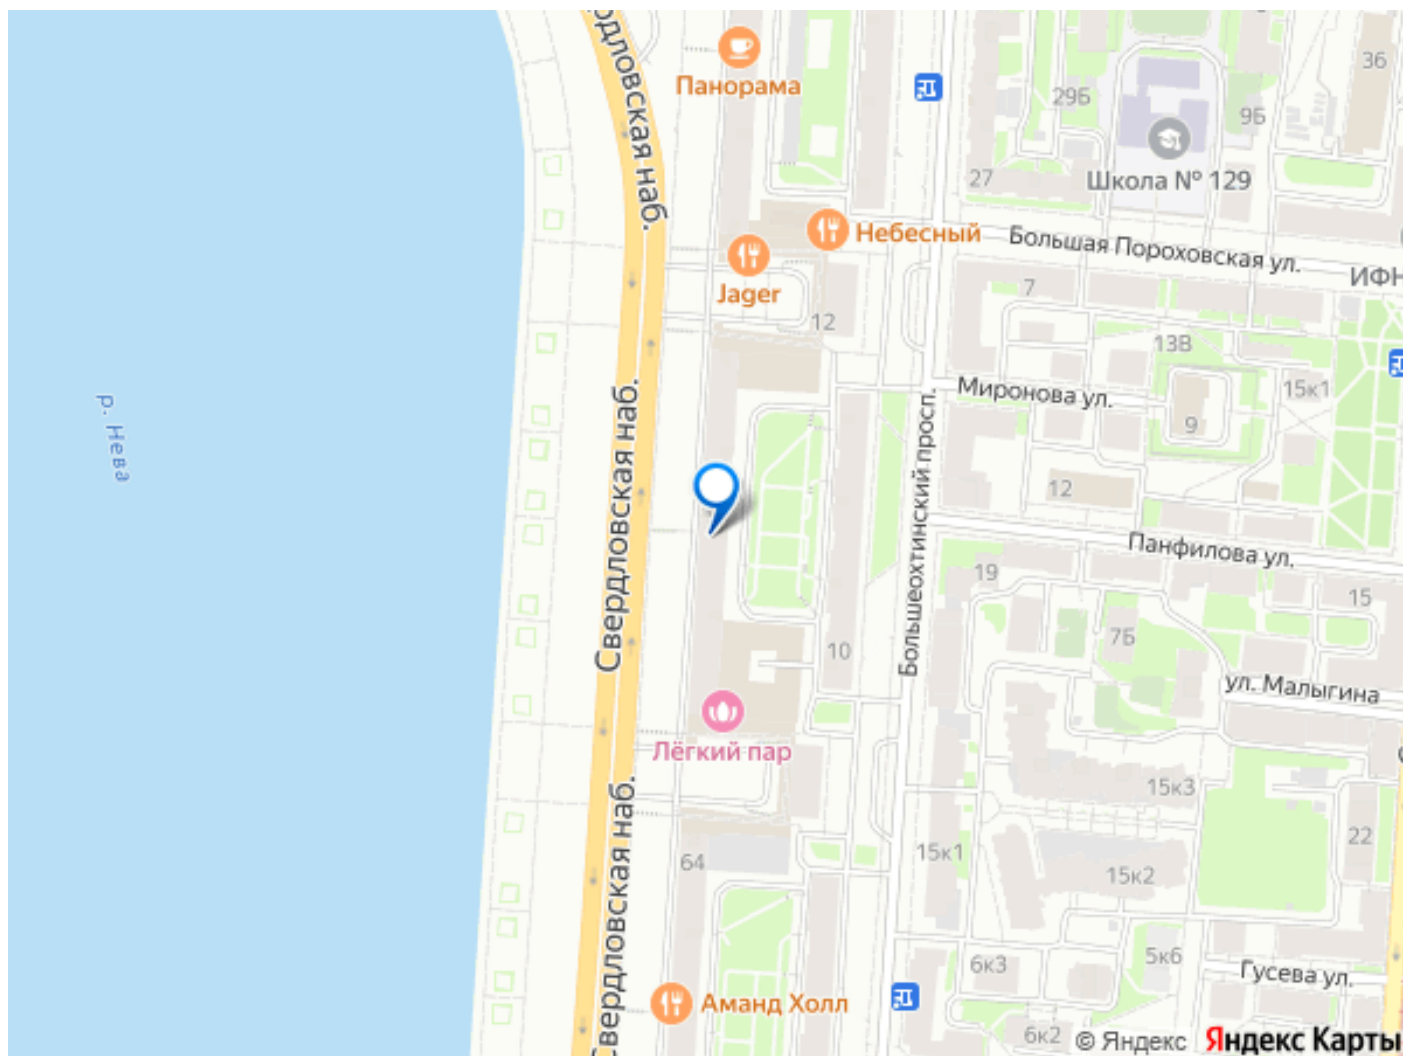 Свердловская наб.
Панорама
36
29Б
9Б
Школа № 129
27
Небесный
Большая Пороховская ул.
ИФН
Jager
7
12
13В
Миронова ул.
15к1
р. Нева
Свердловская наб.
9
Большеохтинский просп.
12
Панфилова ул.
19
15
7Б
10
ул. Малыгина
Лёгкий пар
15к3
22
64
15к1
15к2
Свердловская наб.
6к3
5к6
Гусева ул.
Аманд Холл
6к2
© Яндекс Яндекс Карты